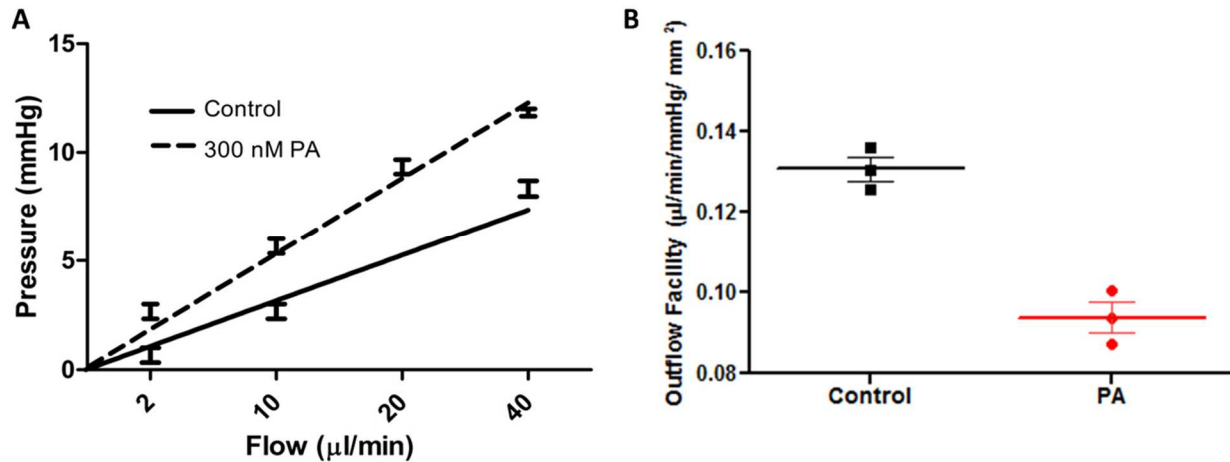 A
Pressure (mmHg)
15
10
5
0
Control
300 nM PA
2
10
20
40
Flow (μl/min)
B
Outflow Facility (μl/min/mmHg/ mm²)
0.16
0.14
0.12
0.10
0.08
Control
PA